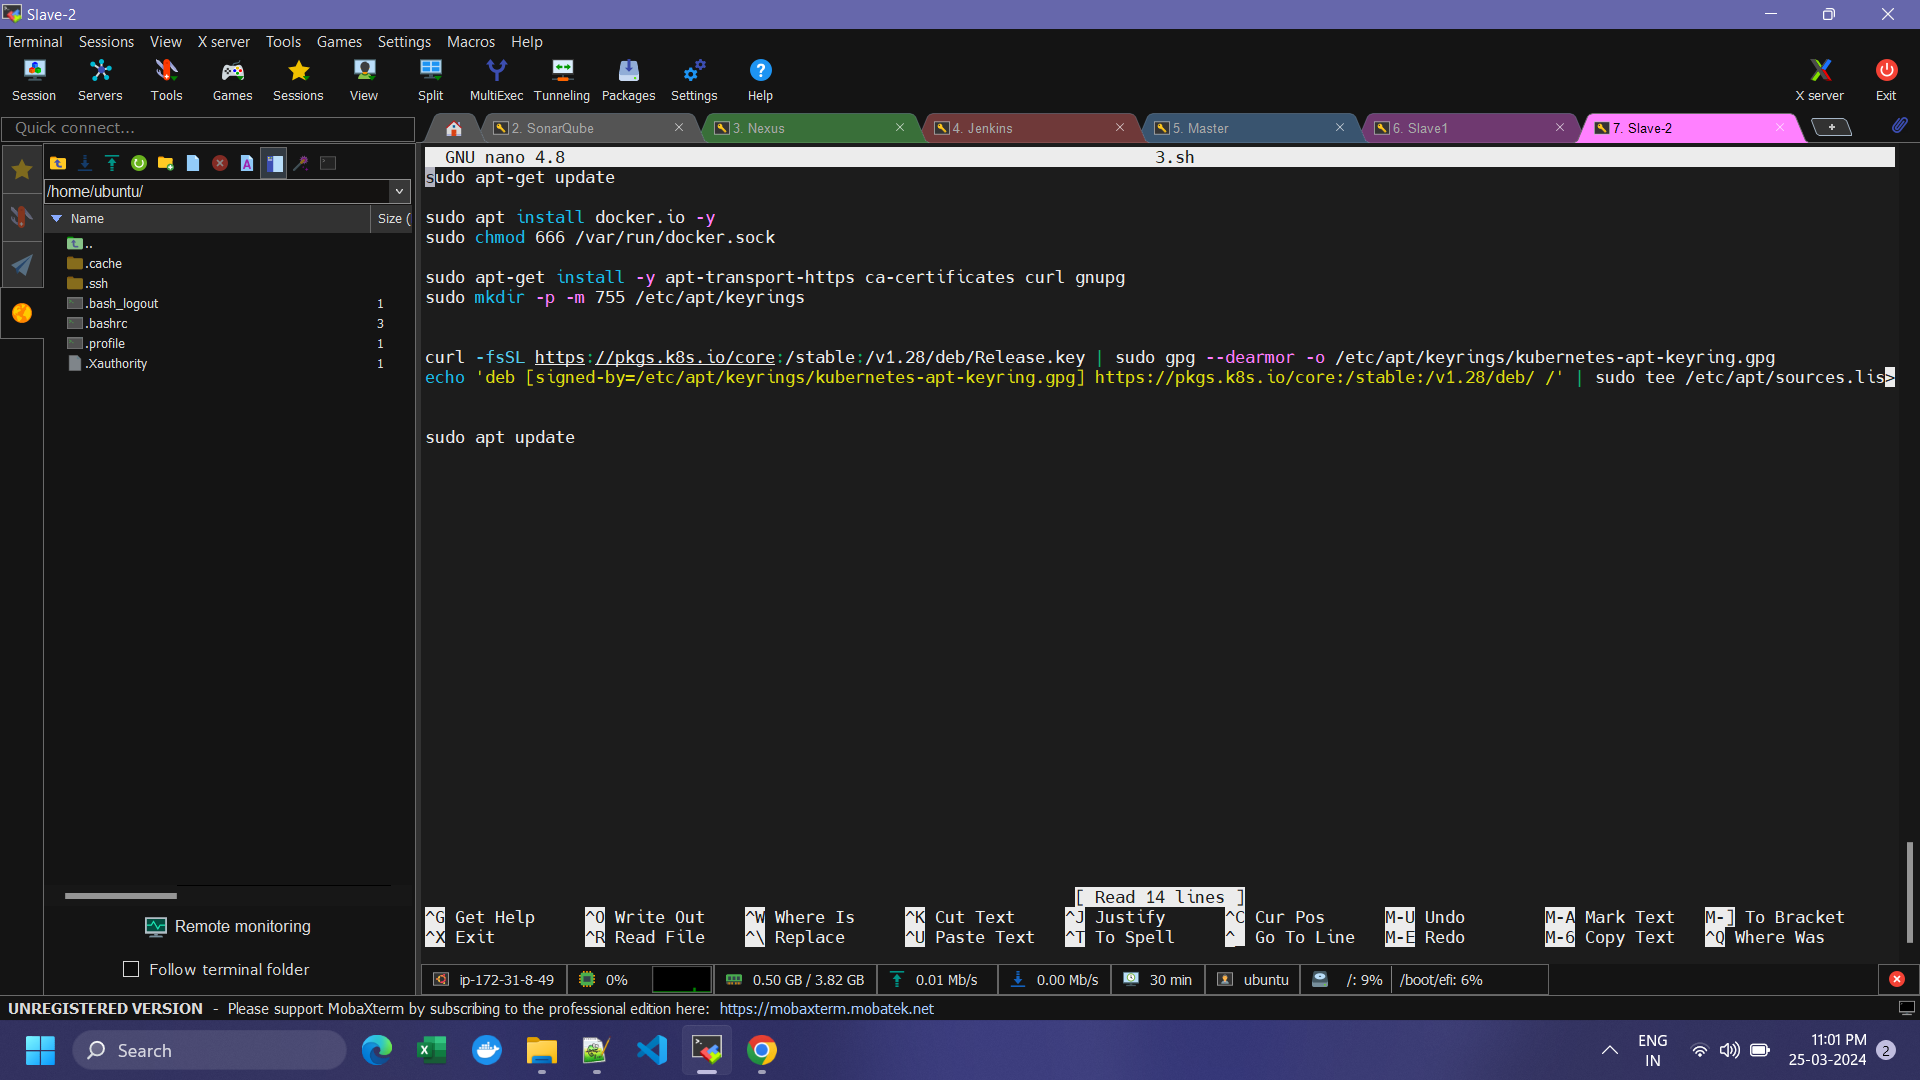 Slave-2
Terminal Sessions View X server Tools Games Settings Macros Help
Session Servers Tools Games Sessions View Split MultiExec Tunneling Packages Settings Help X server Exit
Quick connect...
2. SonarQube
3. Nexus
4. Jenkins
5. Master
6. Slave1
7. Slave-2
/home/ubuntu/
Name Size (
..
.cache
.ssh
.bash_logout 1
.bashrc 3
.profile 1
.Xauthority 1
Remote monitoring
Follow terminal folder
GNU nano 4.8 3.sh
sudo apt-get update
sudo apt install docker.io -y
sudo chmod 666 /var/run/docker.sock
sudo apt-get install -y apt-transport-https ca-certificates curl gnupg
sudo mkdir -p -m 755 /etc/apt/keyrings
curl -fsSL https://pkgs.k8s.io/core:/stable:/v1.28/deb/Release.key | sudo gpg --dearmor -o /etc/apt/keyrings/kubernetes-apt-keyring.gpg
echo 'deb [signed-by=/etc/apt/keyrings/kubernetes-apt-keyring.gpg] https://pkgs.k8s.io/core:/stable:/v1.28/deb/ /' | sudo tee /etc/apt/sources.lis>
sudo apt update
[ Read 14 lines ]
^G Get Help ^O Write Out ^W Where Is ^K Cut Text ^J Justify ^C Cur Pos M-U Undo M-A Mark Text M-] To Bracket
^X Exit ^R Read File ^\ Replace ^U Paste Text ^T To Spell ^_ Go To Line M-E Redo M-6 Copy Text ^Q Where Was
ip-172-31-8-49 0% 0.50 GB / 3.82 GB 0.01 Mb/s 0.00 Mb/s 30 min ubuntu /: 9% /boot/efi: 6%
UNREGISTERED VERSION - Please support MobaXterm by subscribing to the professional edition here: https://mobaxterm.mobatek.net
Search
ENG
IN
11:01 PM
25-03-2024
2